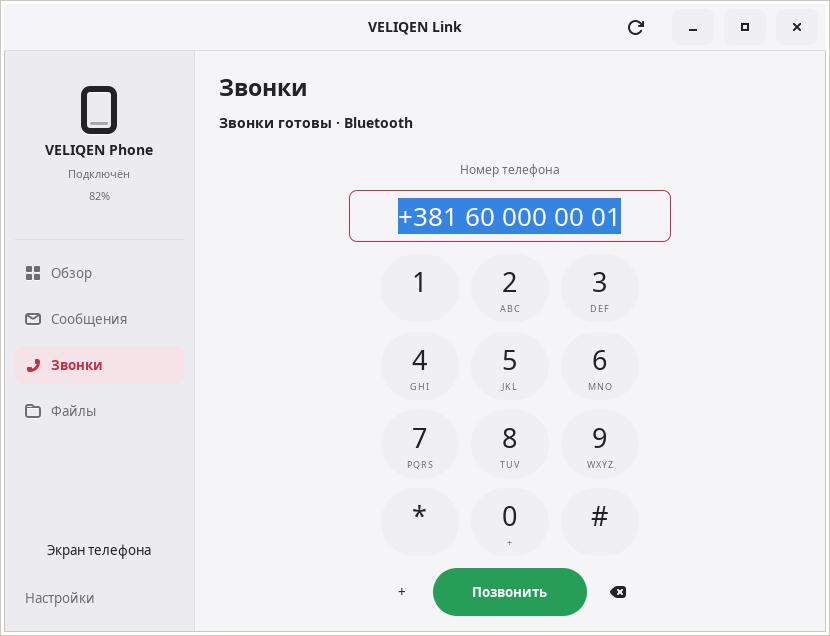 VELIQEN Link
VELIQEN Phone
Подключён
82%
Обзор
Сообщения
Звонки
Файлы
Экран телефона
Настройки
Звонки
Звонки готовы · Bluetooth
Номер телефона
+381 60 000 00 01
1 2 3
ABC DEF
4 5 6
GHI JKL MNO
7 8 9
PQRS TUV WXYZ
* 0 #
+
+ Позвонить